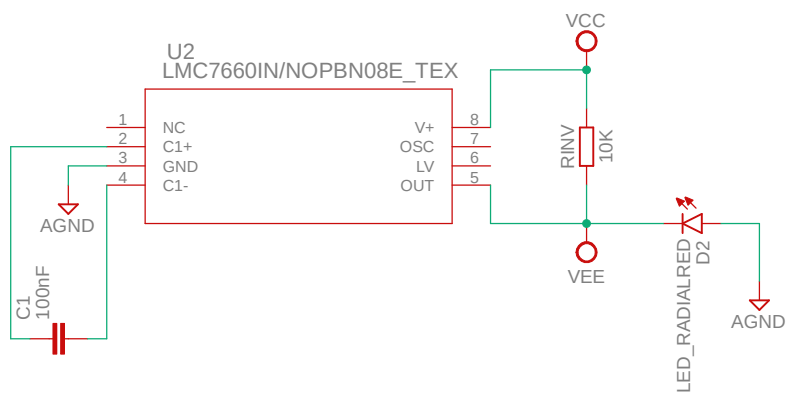 VCC
U2
LMC7660IN/NOPBN08E_TEX
1 NC V+ 8
2 C1+ OSC 7
3 GND LV 6
4 C1- OUT 5
RINV
10K
AGND
C1
100nF
VEE
LED_RADIALRED
D2
AGND